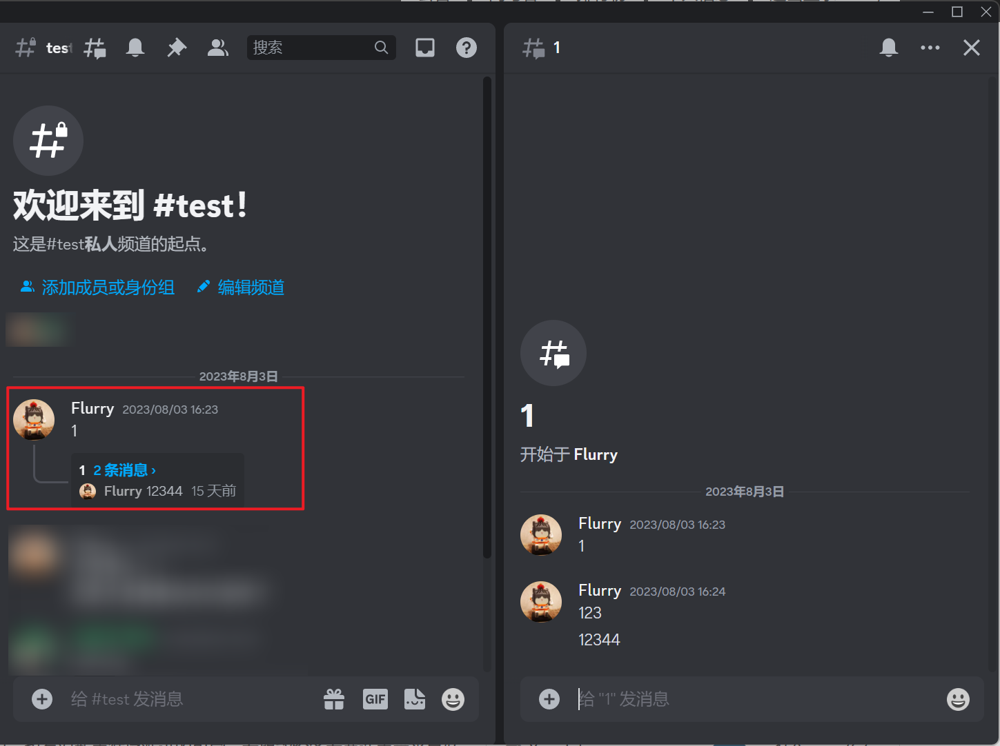 test
搜索
欢迎来到 #test！
这是#test私人频道的起点。
添加成员或身份组
编辑频道
2023年8月3日
Flurry 2023/08/03 16:23
1
1 2 条消息 ›
Flurry 12344 15 天前
给 #test 发消息
GIF
1
1
开始于 Flurry
2023年8月3日
Flurry 2023/08/03 16:23
1
Flurry 2023/08/03 16:24
123
12344
给 "1" 发消息